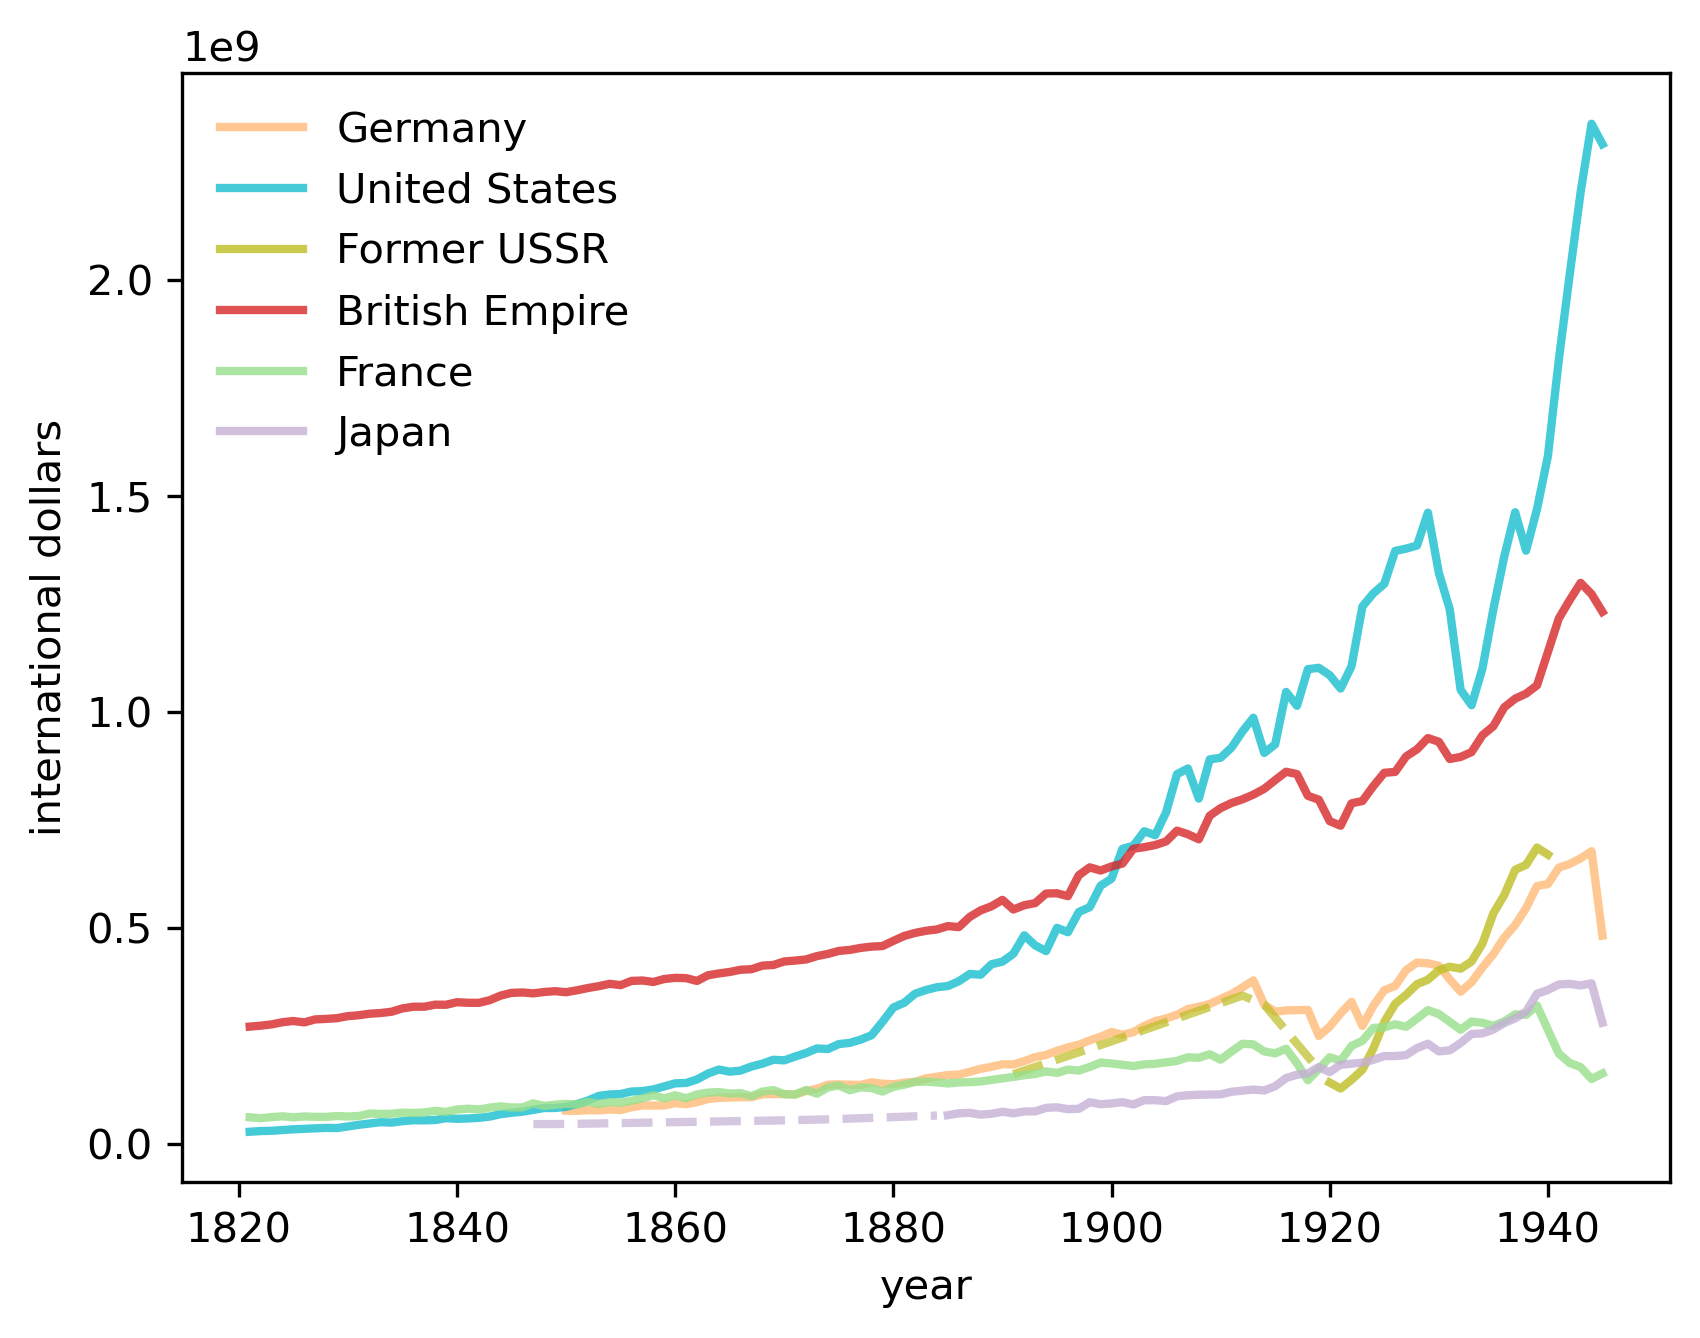 1e9
Germany
United States
Former USSR
British Empire
France
Japan
2.0
1.5
1.0
0.5
0.0
international dollars
1820 1840 1860 1880 1900 1920 1940
year